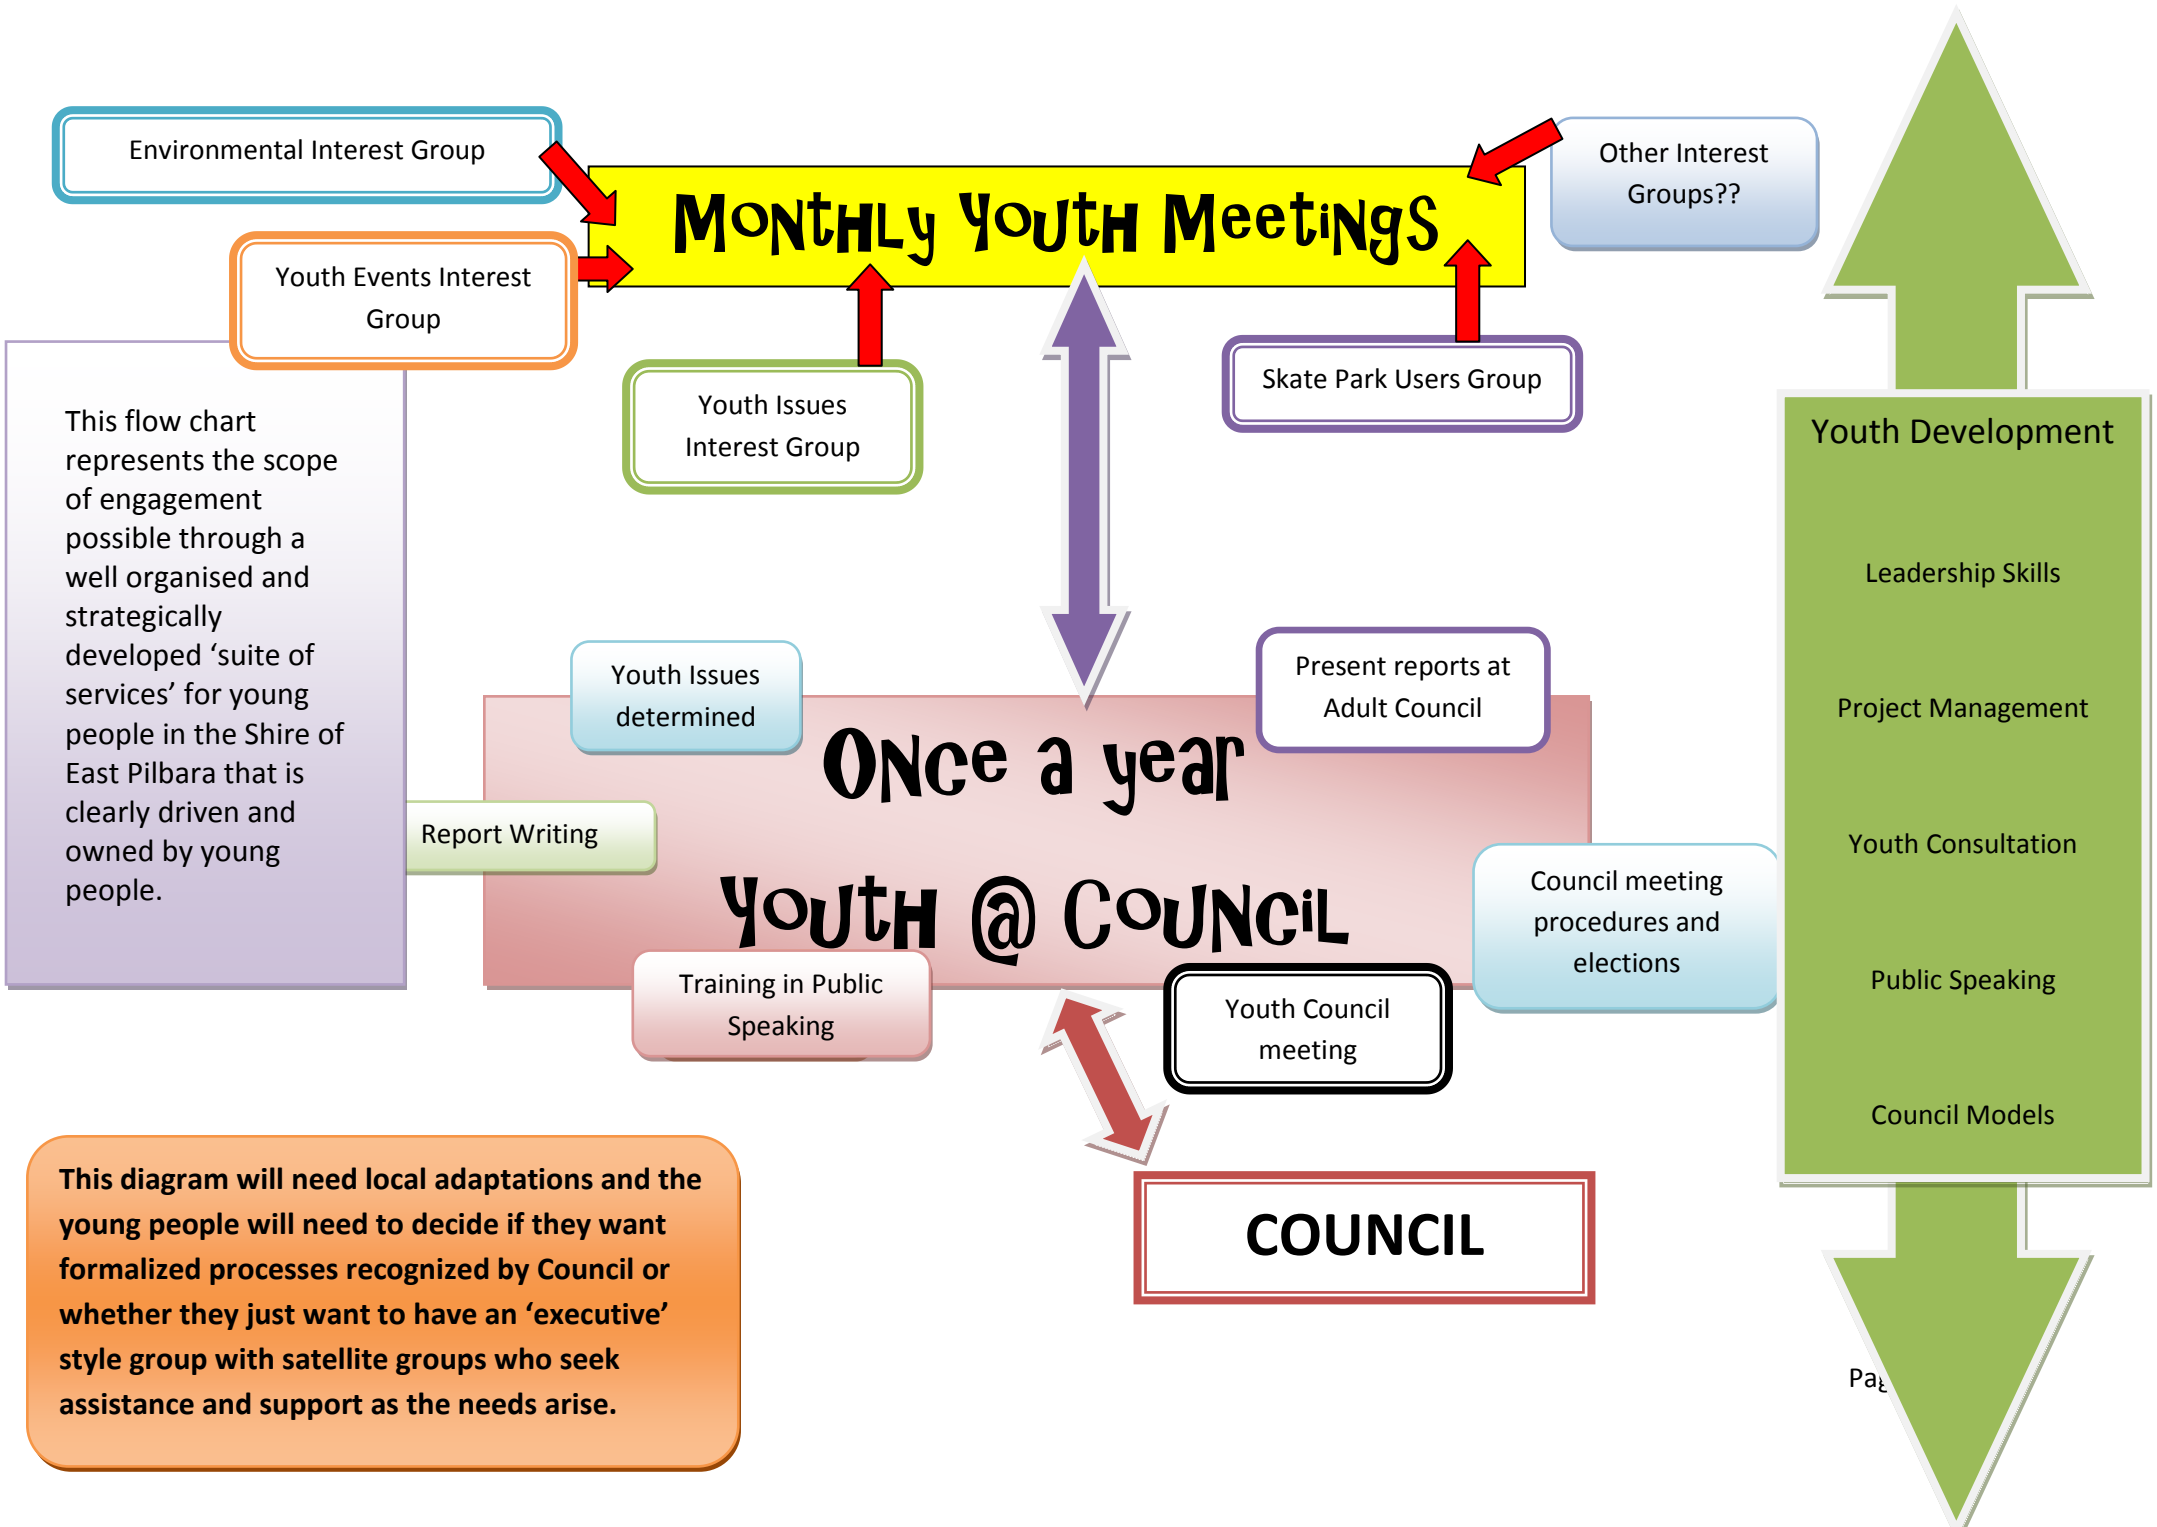 Environmental Interest Group
Other Interest
Groups??
Monthly Youth Meetings
Youth Events Interest
Group
Youth Issues
Interest Group
Skate Park Users Group
This flow chart
represents the scope
of engagement
possible through a
well organised and
strategically
developed ‘suite of
services’ for young
people in the Shire of
East Pilbara that is
clearly driven and
owned by young
people.
Youth Issues
determined
Present reports at
Adult Council
Once a year
Youth @ Council
Report Writing
Council meeting
procedures and
elections
Training in Public
Speaking
Youth Council
meeting
COUNCIL
This diagram will need local adaptations and the
young people will need to decide if they want
formalized processes recognized by Council or
whether they just want to have an ‘executive’
style group with satellite groups who seek
assistance and support as the needs arise.
Youth Development
Leadership Skills
Project Management
Youth Consultation
Public Speaking
Council Models